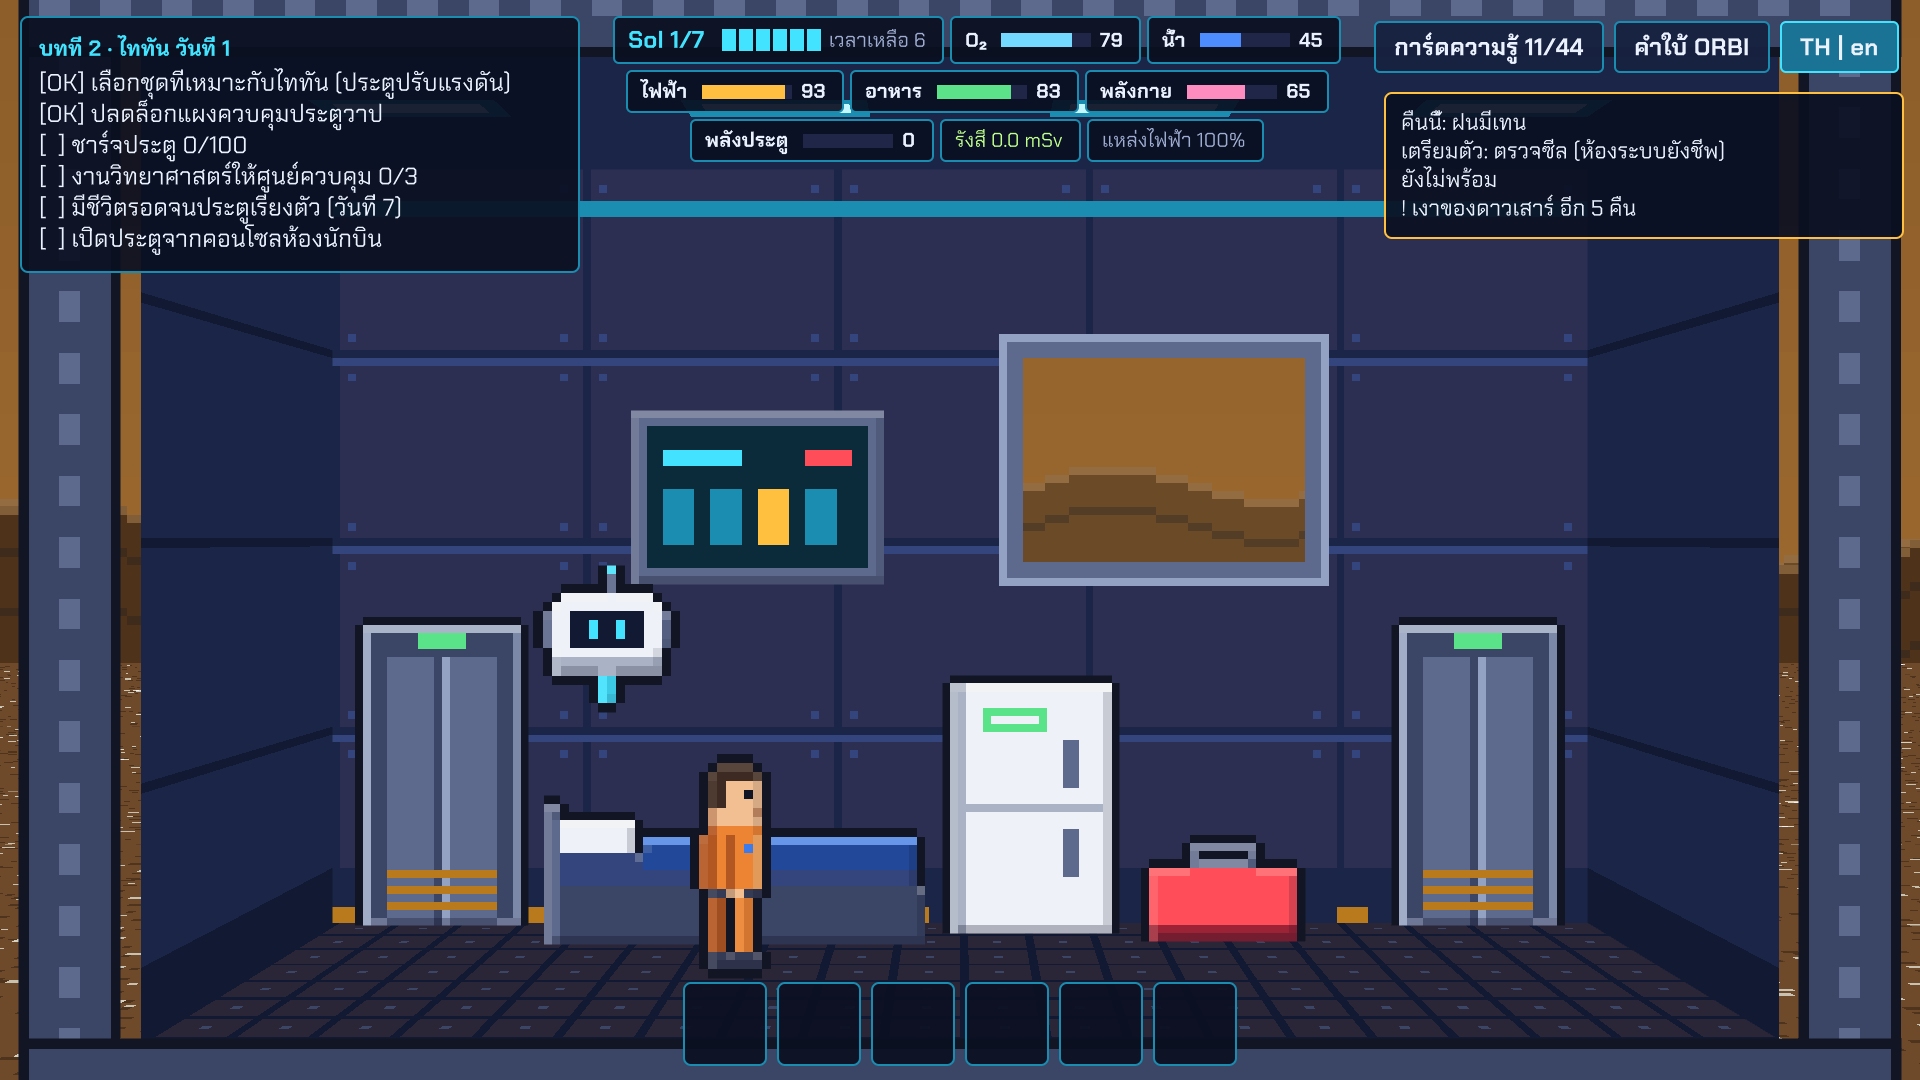 บทที่ 2 · ไททัน วันที่ 1
[OK] เลือกชุดที่เหมาะกับไททัน (ประตูปรับแรงดัน)
[OK] ปลดล็อกแผงควบคุมประตูวาป
[ ] ชาร์จประตู 0/100
[ ] งานวิทยาศาสตร์ให้ศูนย์ควบคุม 0/3
[ ] มีชีวิตรอดจนประตูเรียงตัว (วันที่ 7)
[ ] เปิดประตูจากคอนโซลห้องนักบิน
Sol 1/7 เวลาเหลือ 6
O₂ 79
น้ำ 45
ไฟฟ้า 93
อาหาร 83
พลังกาย 65
พลังประตู 0
รังสี 0.0 mSv
แหล่งไฟฟ้า 100%
การ์ดความรู้ 11/44
คำใบ้ ORBI
TH | en
คืนนี้: ฝนมีเทน
เตรียมตัว: ตรวจซีล (ห้องระบบยังชีพ)
ยังไม่พร้อม
! เงาของดาวเสาร์ อีก 5 คืน